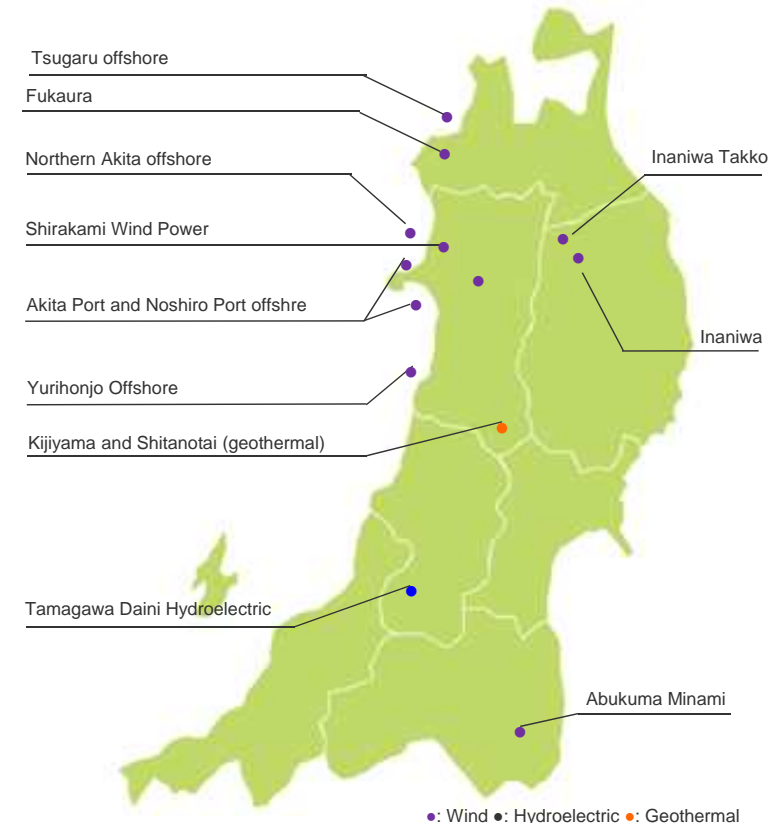 Tsugaru offshore
Fukaura
Northern Akita offshore
Inaniwa Takko
Shirakami Wind Power
Akita Port and Noshiro Port offshre
Inaniwa
Yurihonjo Offshore
Kijiyama and Shitanotai (geothermal)
Tamagawa Daini Hydroelectric
Abukuma Minami
●: Wind ●: Hydroelectric ●: Geothermal